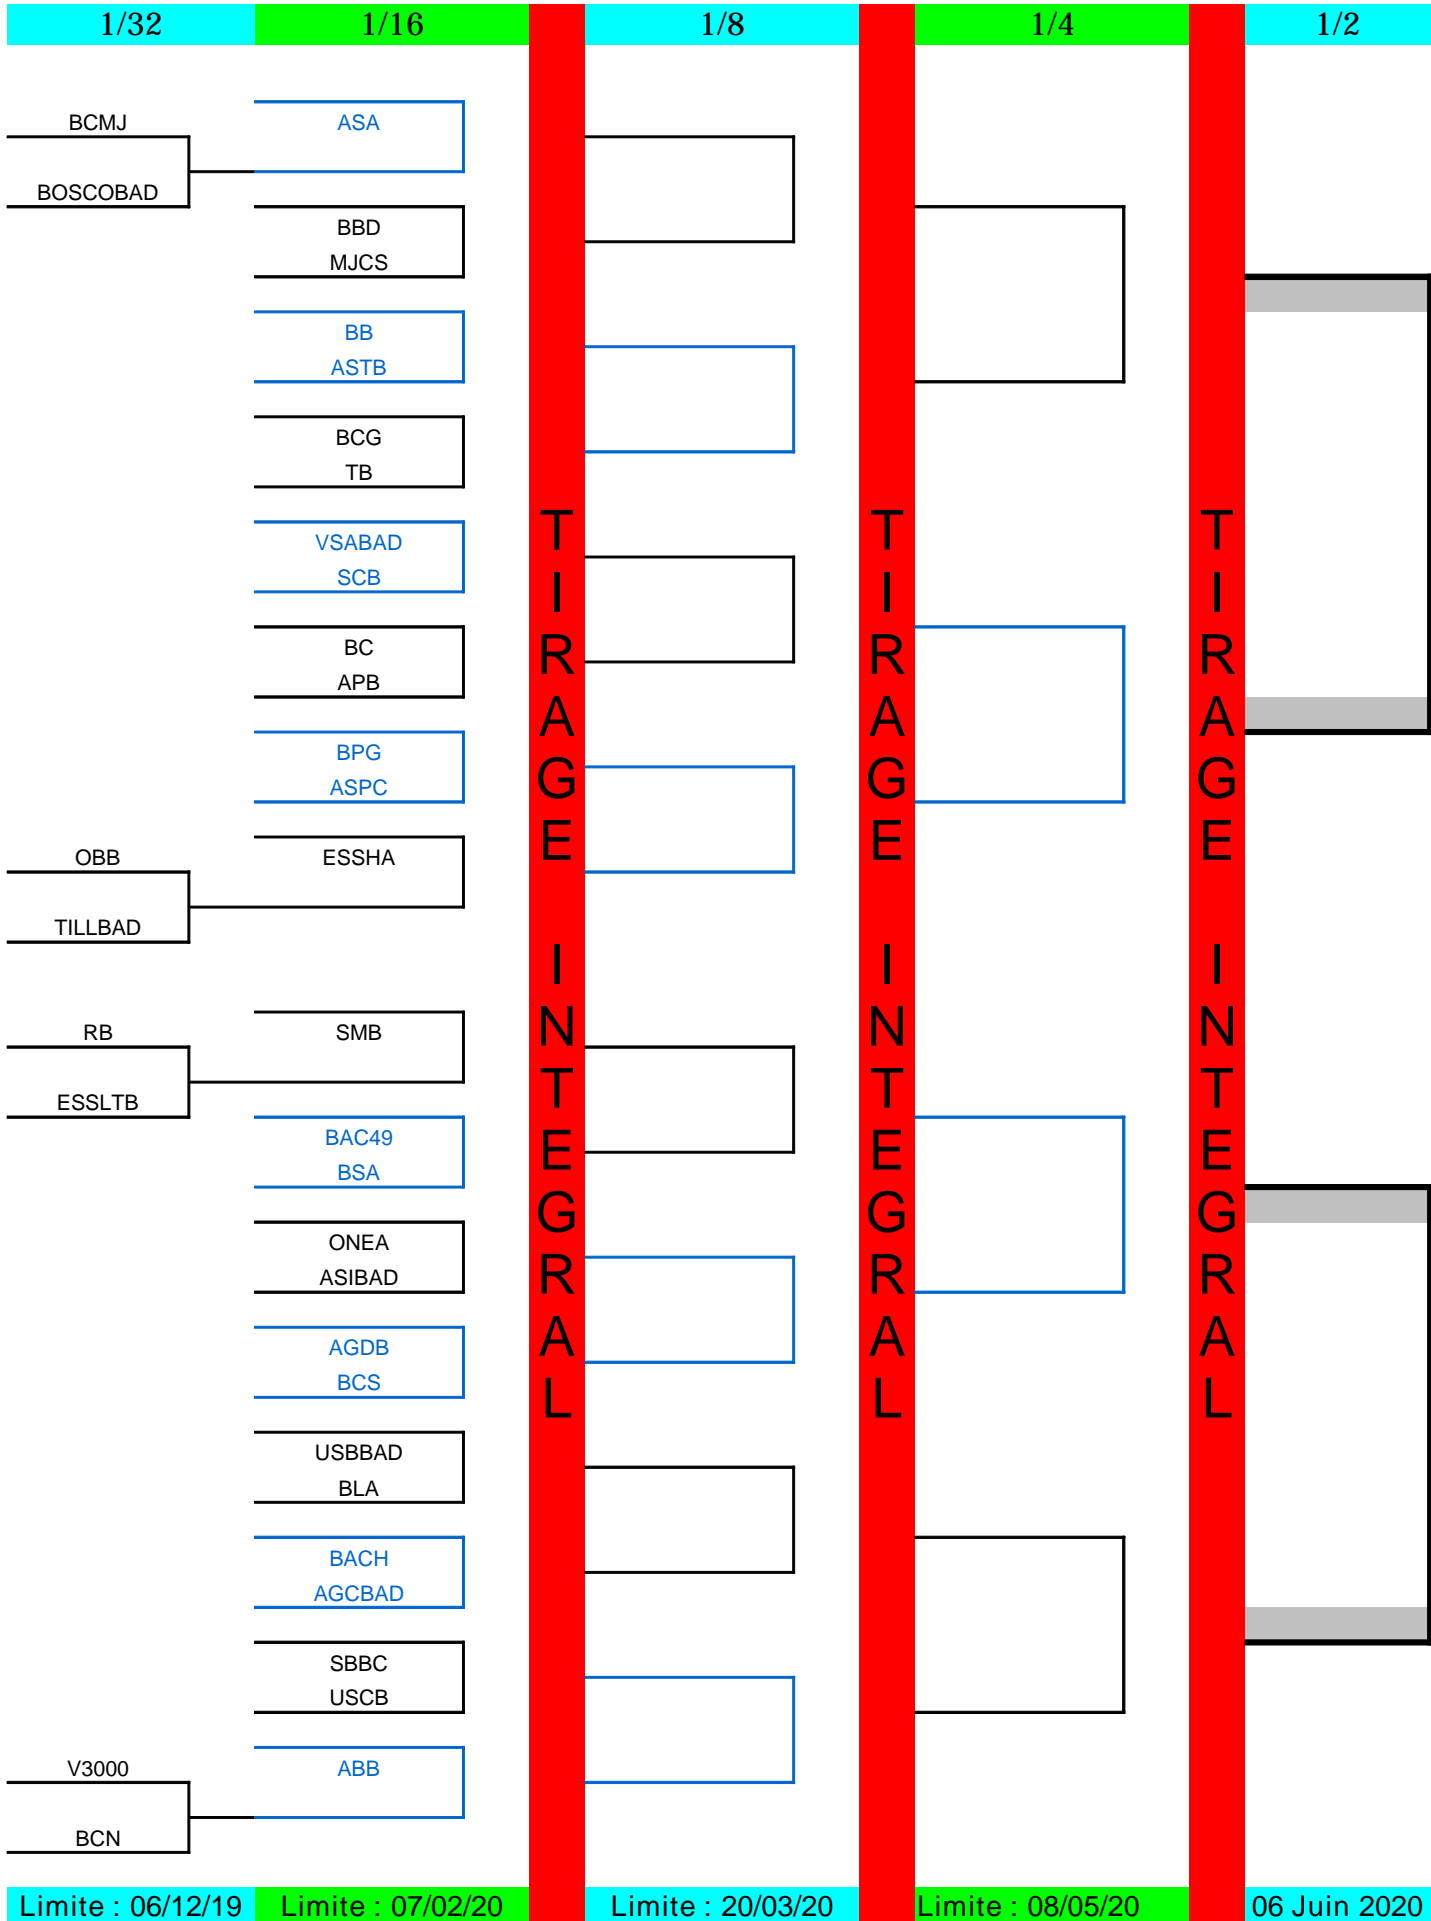 1/32
1/16
1/8
1/4
1/2
BCMJ
BOSCOBAD
OBB
TILLBAD
RB
ESSLTB
V3000
BCN
ASA
BBD
MJCS
BB
ASTB
BCG
TB
VSABAD
SCB
BC
APB
BPG
ASPC
ESSHA
SMB
BAC49
BSA
ONEA
ASIBAD
AGDB
BCS
USBBAD
BLA
BACH
AGCBAD
SBBC
USCB
ABB
TIRAGE INTEGRAL
TIRAGE INTEGRAL
TIRAGE INTEGRAL
Limite : 06/12/19
Limite : 07/02/20
Limite : 20/03/20
Limite : 08/05/20
06 Juin 2020